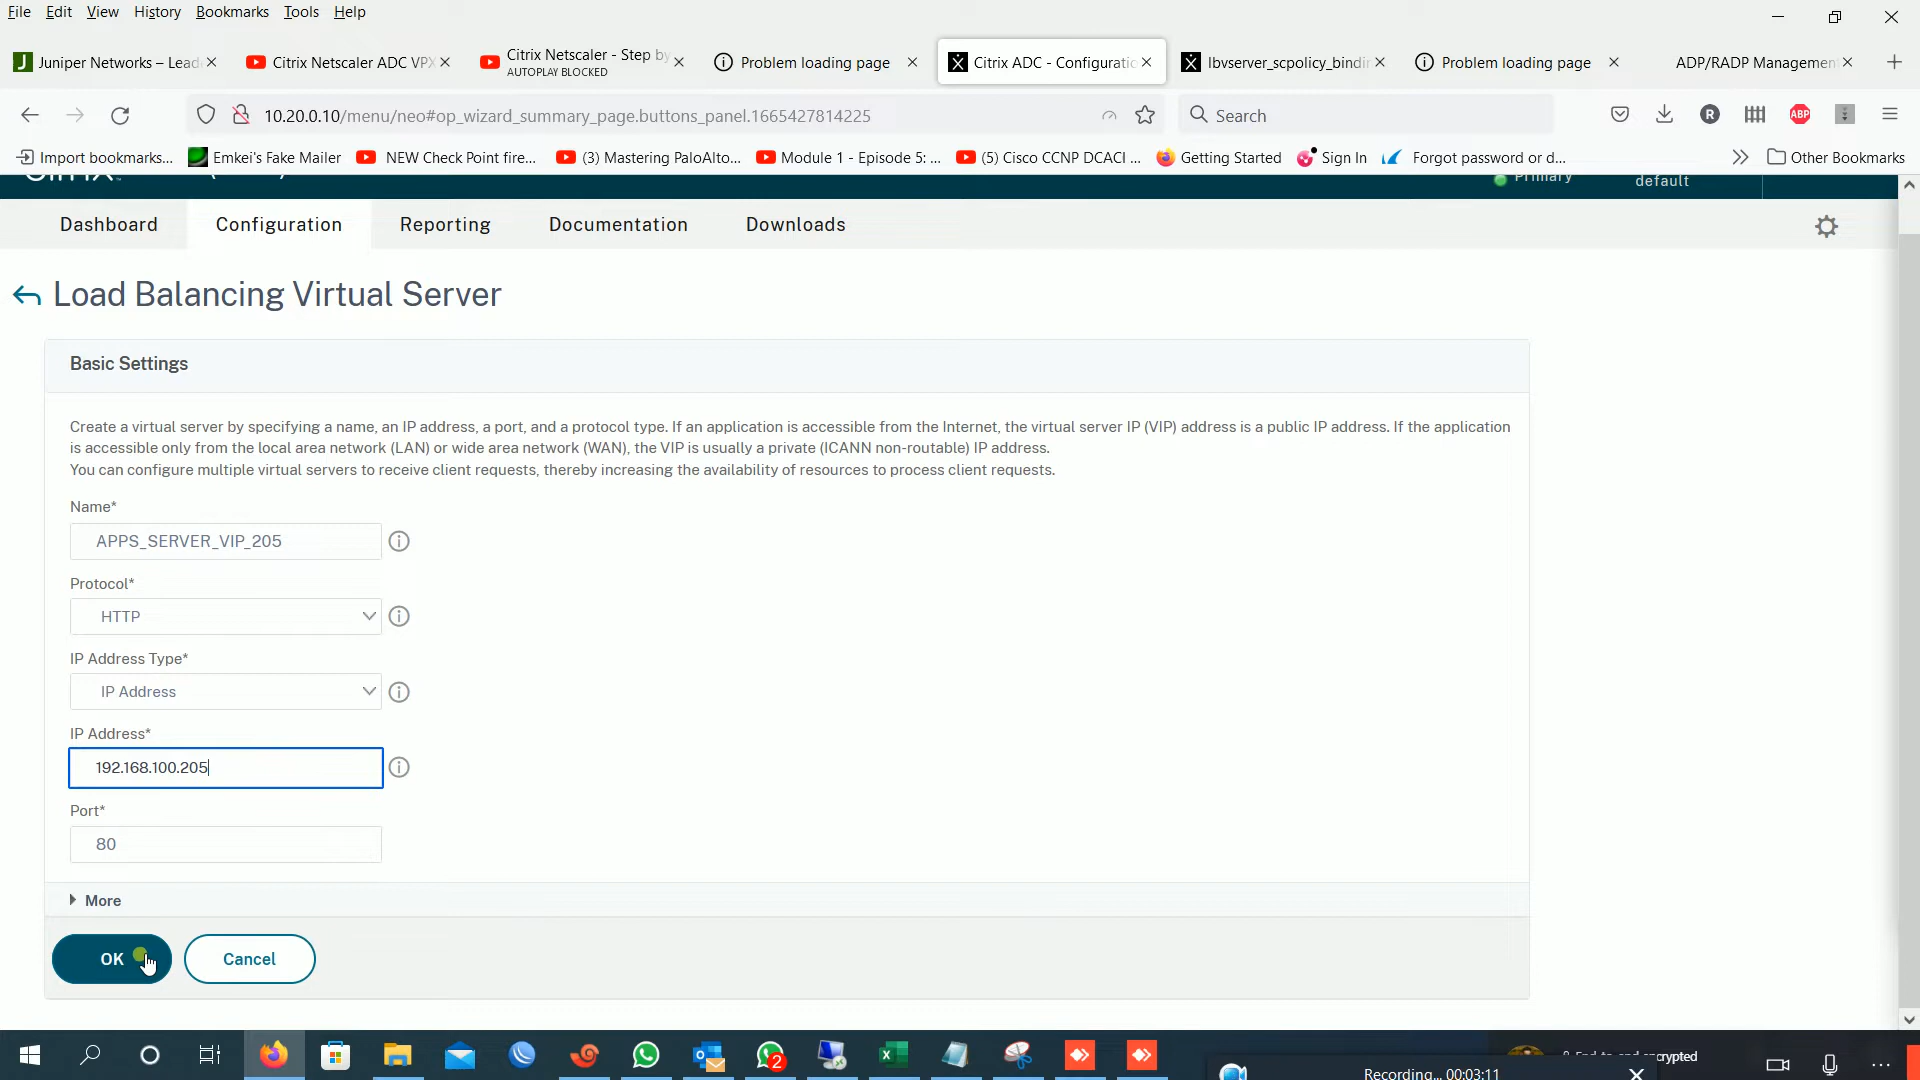 File Edit View History Bookmarks Tools Help
Juniper Networks – Lead
Citrix Netscaler ADC VPX
Citrix Netscaler - Step by
AUTOPLAY BLOCKED
Problem loading page
Citrix ADC - Configuratio
lbvserver_scpolicy_bindin
Problem loading page
ADP/RADP Management
10.20.0.10/menu/neo#op_wizard_summary_page.buttons_panel.1665427814225
Search
Import bookmarks...
Emkei's Fake Mailer
NEW Check Point fire...
(3) Mastering PaloAlto...
Module 1 - Episode 5: ...
(5) Cisco CCNP DCACI ...
Getting Started
Sign In
Forgot password or d...
Other Bookmarks
Primary
default
Dashboard
Configuration
Reporting
Documentation
Downloads
Load Balancing Virtual Server
Basic Settings
Create a virtual server by specifying a name, an IP address, a port, and a protocol type. If an application is accessible from the Internet, the virtual server IP (VIP) address is a public IP address. If the application
is accessible only from the local area network (LAN) or wide area network (WAN), the VIP is usually a private (ICANN non-routable) IP address.
You can configure multiple virtual servers to receive client requests, thereby increasing the availability of resources to process client requests.
Name*
APPS_SERVER_VIP_205
Protocol*
HTTP
IP Address Type*
IP Address
IP Address*
192.168.100.205
Port*
80
More
OK
Cancel
2
End-to-end encrypted
Recording... 00:03:11